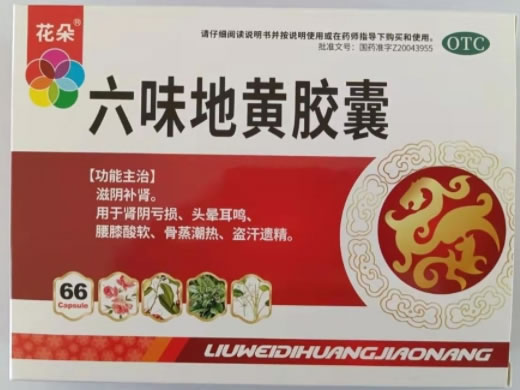 花朵®
请仔细阅读说明书并按说明使用或在药师指导下购买和使用。
批准文号：国药准字Z20043955
OTC
六味地黄胶囊
【功能主治】
滋阴补肾。
用于肾阴亏损、头晕耳鸣、
腰膝酸软、骨蒸潮热、盗汗遗精。
66
Capsule
LIUWEIDIHUANGJIAONANG